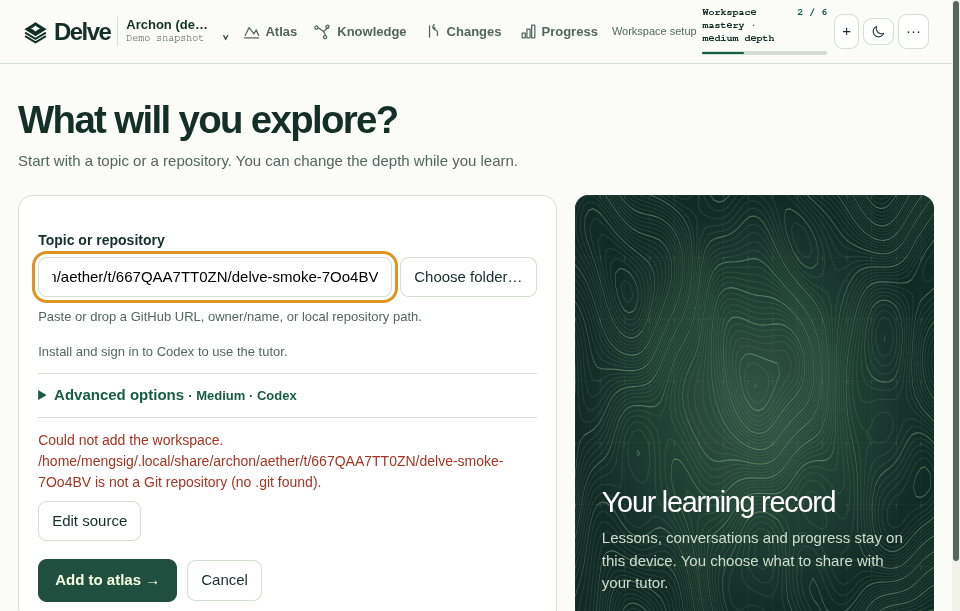 Delve
Archon (de...
Demo snapshot
Atlas
Knowledge
Changes
Progress
Workspace setup
Workspace mastery · medium depth
2 / 6
+
...
What will you explore?
Start with a topic or a repository. You can change the depth while you learn.
Topic or repository
/aether/t/667QAA7TT0ZN/delve-smoke-7Oo4BV
Choose folder...
Paste or drop a GitHub URL, owner/name, or local repository path.
Install and sign in to Codex to use the tutor.
Advanced options · Medium · Codex
Could not add the workspace.
/home/mengsig/.local/share/archon/aether/t/667QAA7TT0ZN/delve-smoke-
7Oo4BV is not a Git repository (no .git found).
Edit source
Add to atlas →
Cancel
Your learning record
Lessons, conversations and progress stay on
this device. You choose what to share with
your tutor.